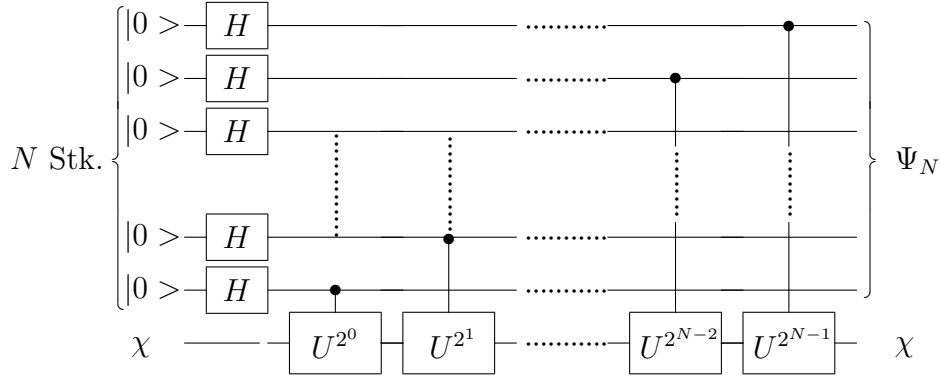 |0 > H
|0 > H
|0 > H
N Stk. Ψ_N
|0 > H
|0 > H
χ U^{2^0} U^{2^1} U^{2^{N-2}} U^{2^{N-1}} χ